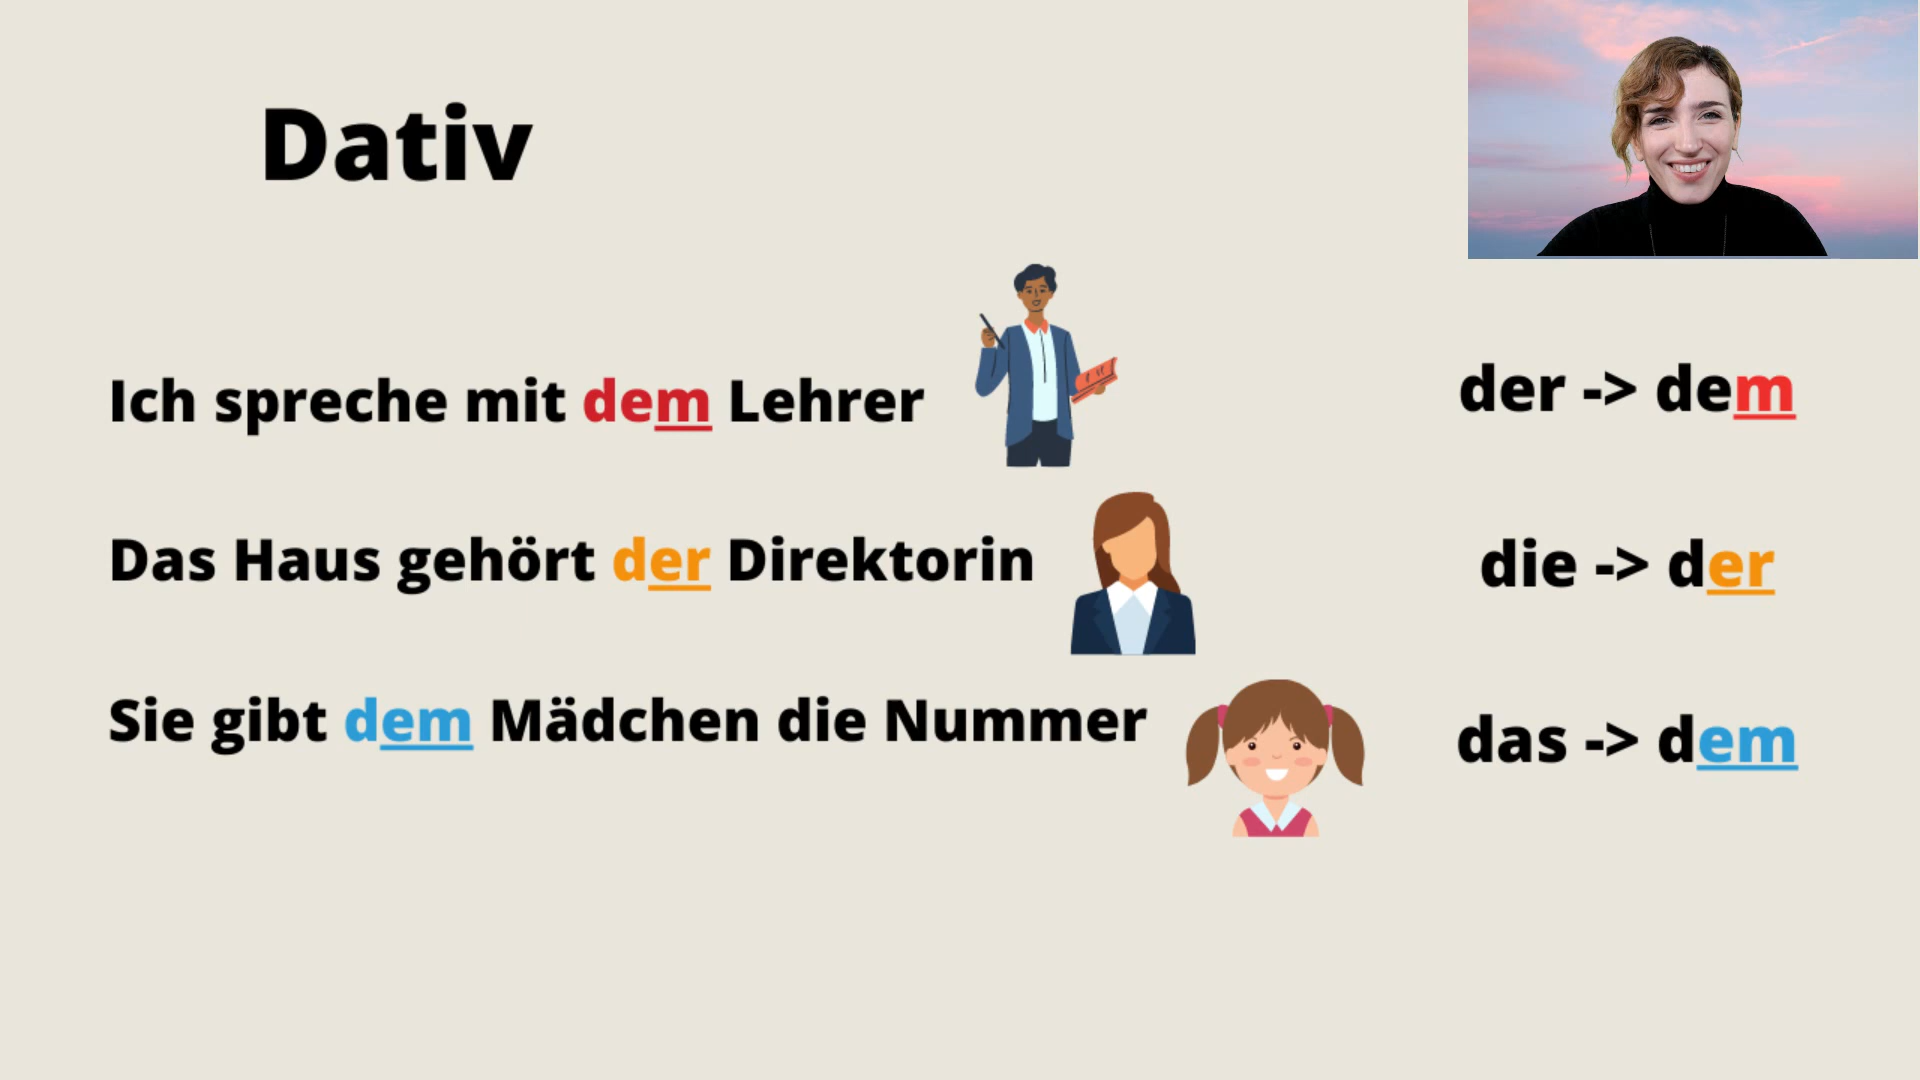 Dativ
Ich spreche mit dem Lehrer
Das Haus gehört der Direktorin
Sie gibt dem Mädchen die Nummer
der -> dem
die -> der
das -> dem